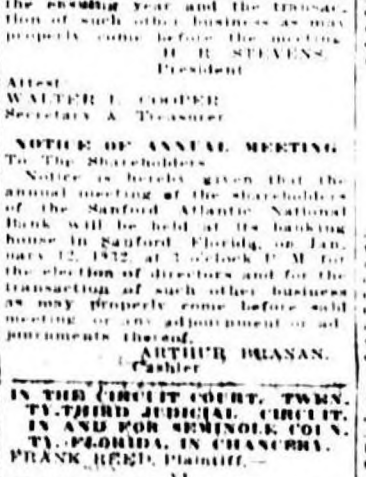 the ensuing year and the transac-
tion of such other business as may
properly come before the meeting
H. R. STEVENS,
President
Attest
WALTER L. COOPER
Secretary & Treasurer
NOTICE OF ANNUAL MEETING
To The Shareholders
Notice is hereby given that the
annual meeting of the shareholders
of the Sanford Atlantic National
Bank will be held at its banking
house in Sanford Florida, on Jan-
uary 12, 1932, at 3 o'clock P. M. for
the election of directors and for the
transaction of such other business
as may properly come before said
meeting or any adjournment or ad-
journments thereof.
ARTHUR BRANAN,
Cashier
IN THE CIRCUIT COURT, TWEN-
TY-THIRD JUDICIAL CIRCUIT,
IN AND FOR SEMINOLE COUN-
TY, FLORIDA, IN CHANCERY.
FRANK REED, Plaintiff,—